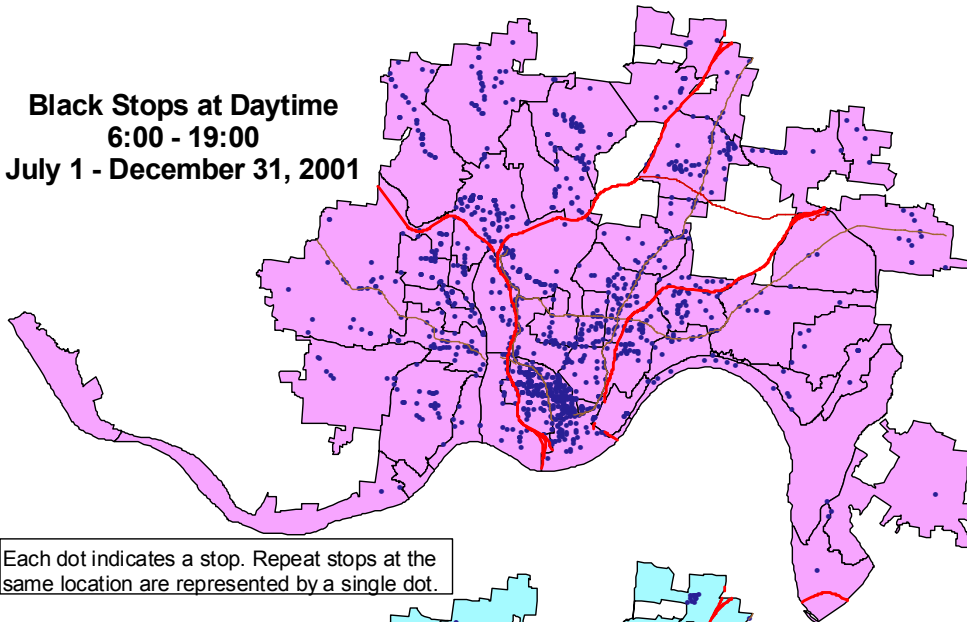 Black Stops at Daytime
6:00 - 19:00
July 1 - December 31, 2001
Each dot indicates a stop. Repeat stops at the
same location are represented by a single dot.